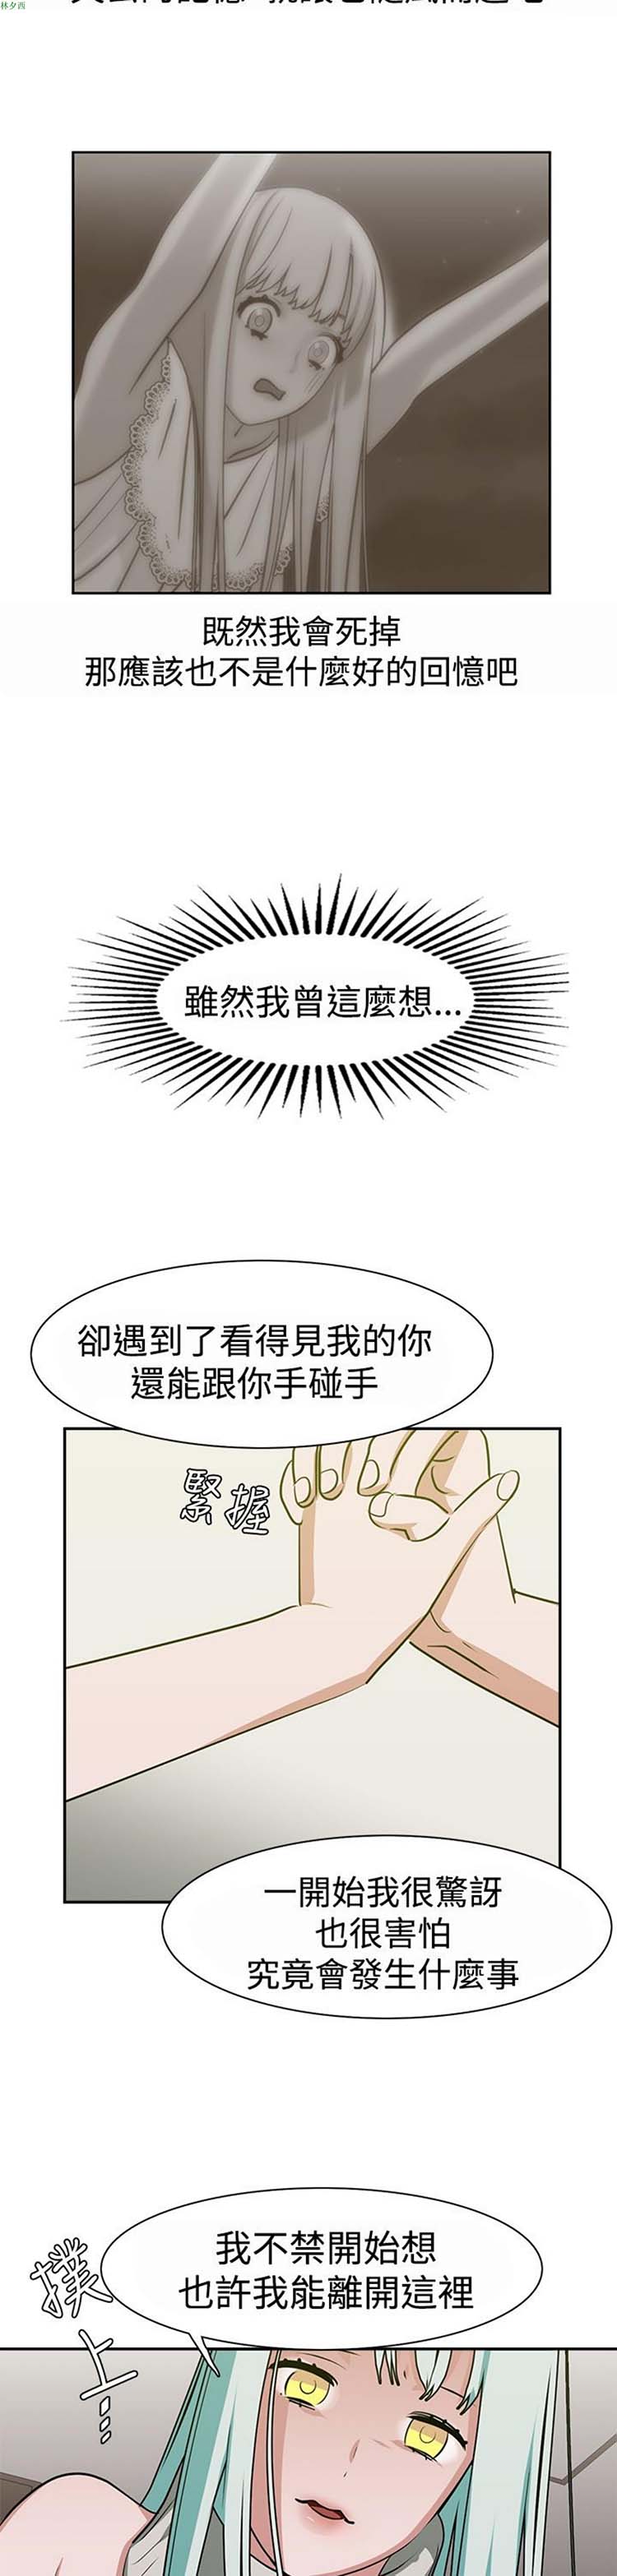 林夕西
既然我會死掉
那應該也不是什麼好的回憶吧
雖然我曾這麼想...
卻遇到了看得見我的你
還能跟你手碰手
緊握
一開始我很驚訝
也很害怕
究竟會發生什麼事
我不禁開始想
也許我能離開這裡
撲上…